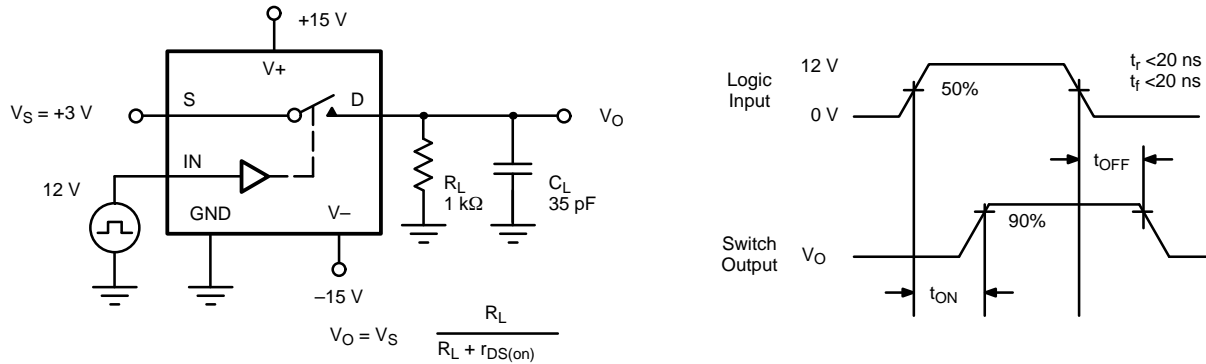 +15 V
V+
S
D
V_S = +3 V
V_O
IN
12 V
R_L
1 kΩ
C_L
35 pF
GND
V–
–15 V
V_O = V_S R_L / R_L + r_DS(on)
Logic
Input
12 V
0 V
50%
t_r <20 ns
t_f <20 ns
t_OFF
90%
Switch
Output
V_O
t_ON